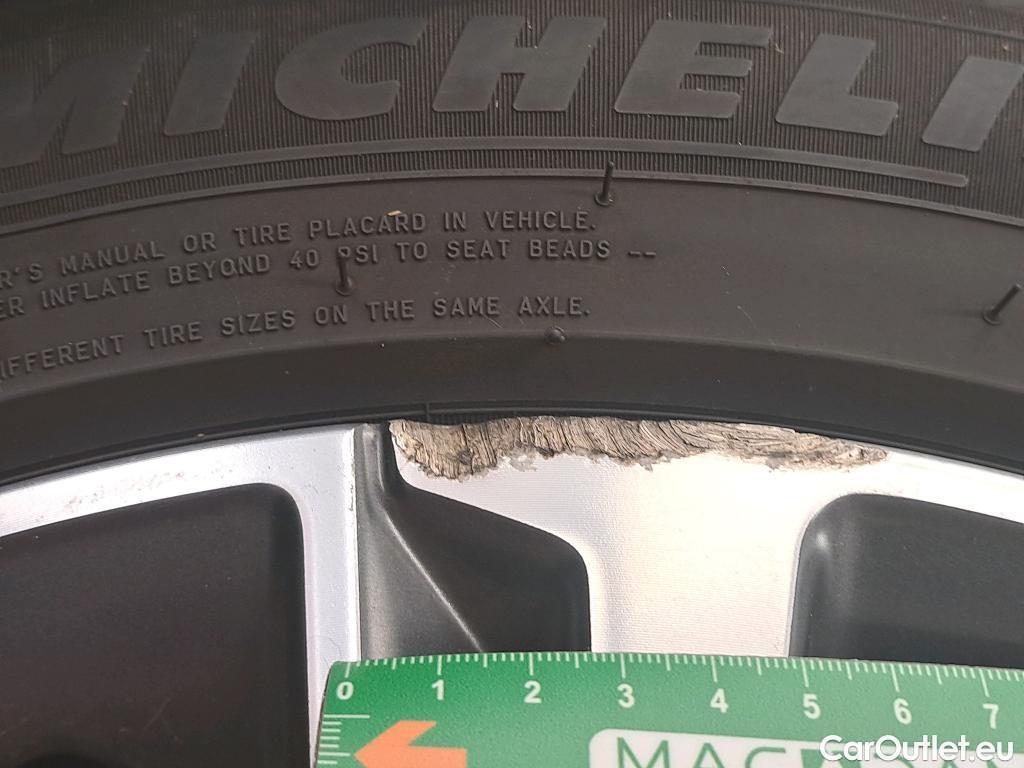 MICHELI
R'S MANUAL OR TIRE PLACARD IN VEHICLE.
ER INFLATE BEYOND 40 PSI TO SEAT BEADS --
IFFERENT TIRE SIZES ON THE SAME AXLE.
0 1 2 3 4 5 6 7
CarOutlet.eu